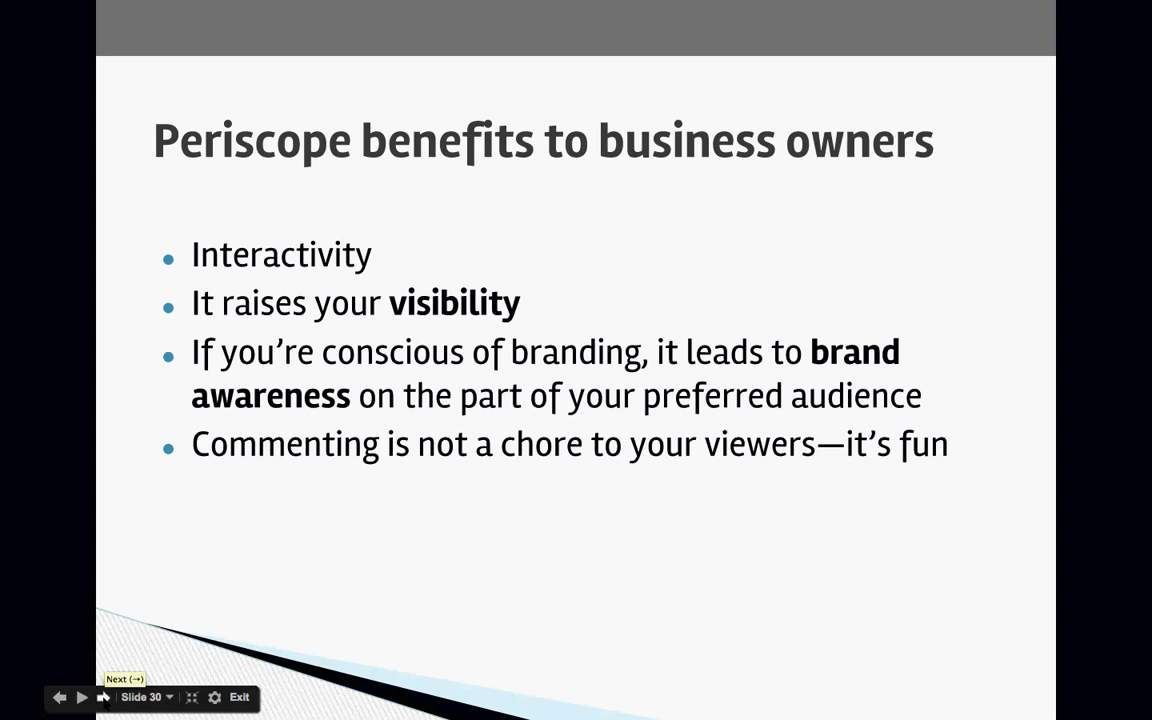 Periscope benefits to business owners
• Interactivity
• It raises your visibility
• If you’re conscious of branding, it leads to brand
awareness on the part of your preferred audience
• Commenting is not a chore to your viewers—it’s fun
Next (→)
Slide 30
Exit